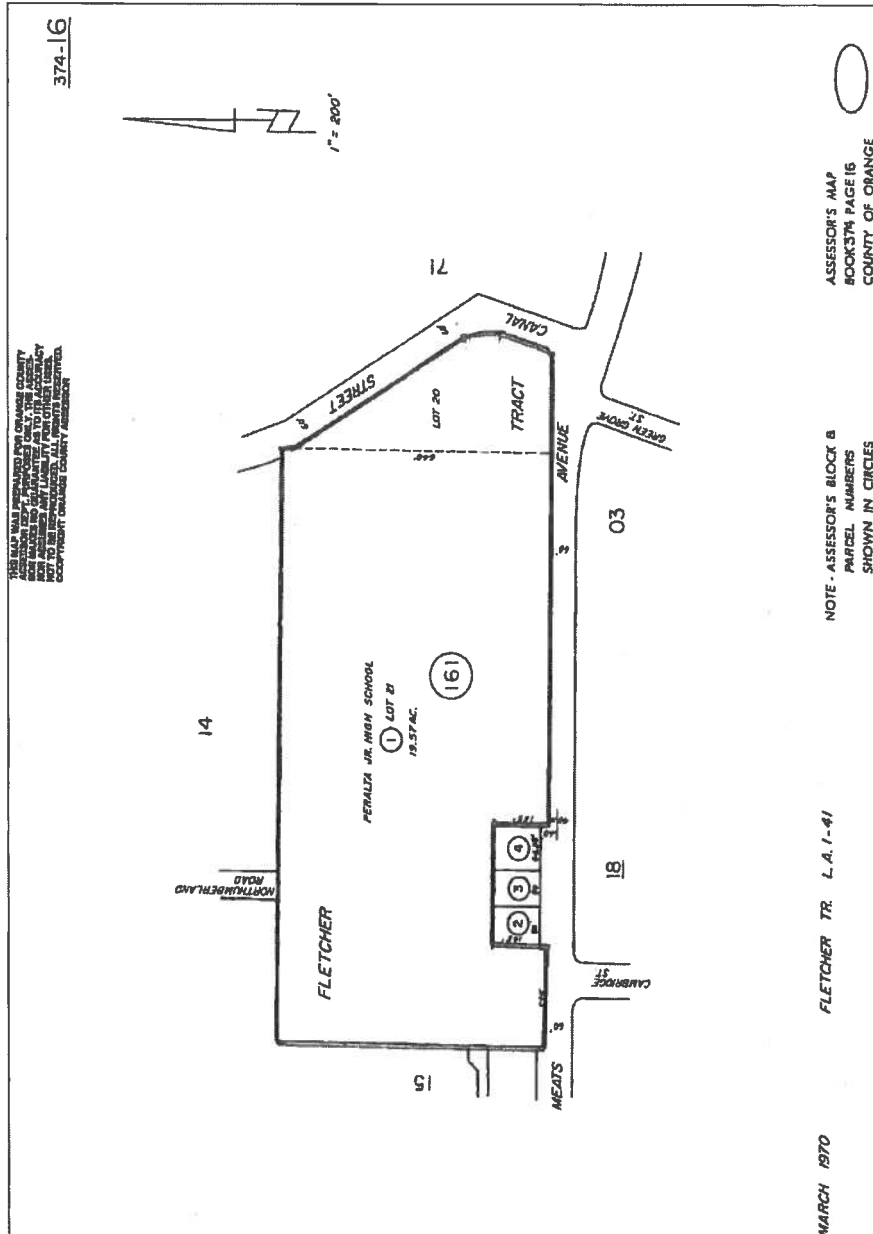 374-16
1" = 200'
THIS MAP WAS PREPARED FOR ORANGE COUNTY
ASSESSOR DEPT. PURPOSES ONLY. THE ASSES-
SOR MAKES NO GUARANTEE AS TO ITS ACCURACY
NOR ASSUMES ANY LIABILITY FOR OTHER USES.
NOT TO BE REPRODUCED. ALL RIGHTS RESERVED.
COPYRIGHT ORANGE COUNTY ASSESSOR
14
71
NORTHUMBERLAND
ROAD
STREET
CANAL
LOT 20
TRACT
640'
PERALTA JR. HIGH SCHOOL
1 LOT 21
19.57 AC.
161
FLETCHER
2
3
4
15
MEATS
AVENUE
60'
CAMBRIDGE
ST.
GREEN GROVE
ST.
18
03
MARCH 1970
FLETCHER TR. L.A. 1-41
NOTE - ASSESSOR'S BLOCK &
PARCEL NUMBERS
SHOWN IN CIRCLES
ASSESSOR'S MAP
BOOK 374 PAGE 16
COUNTY OF ORANGE